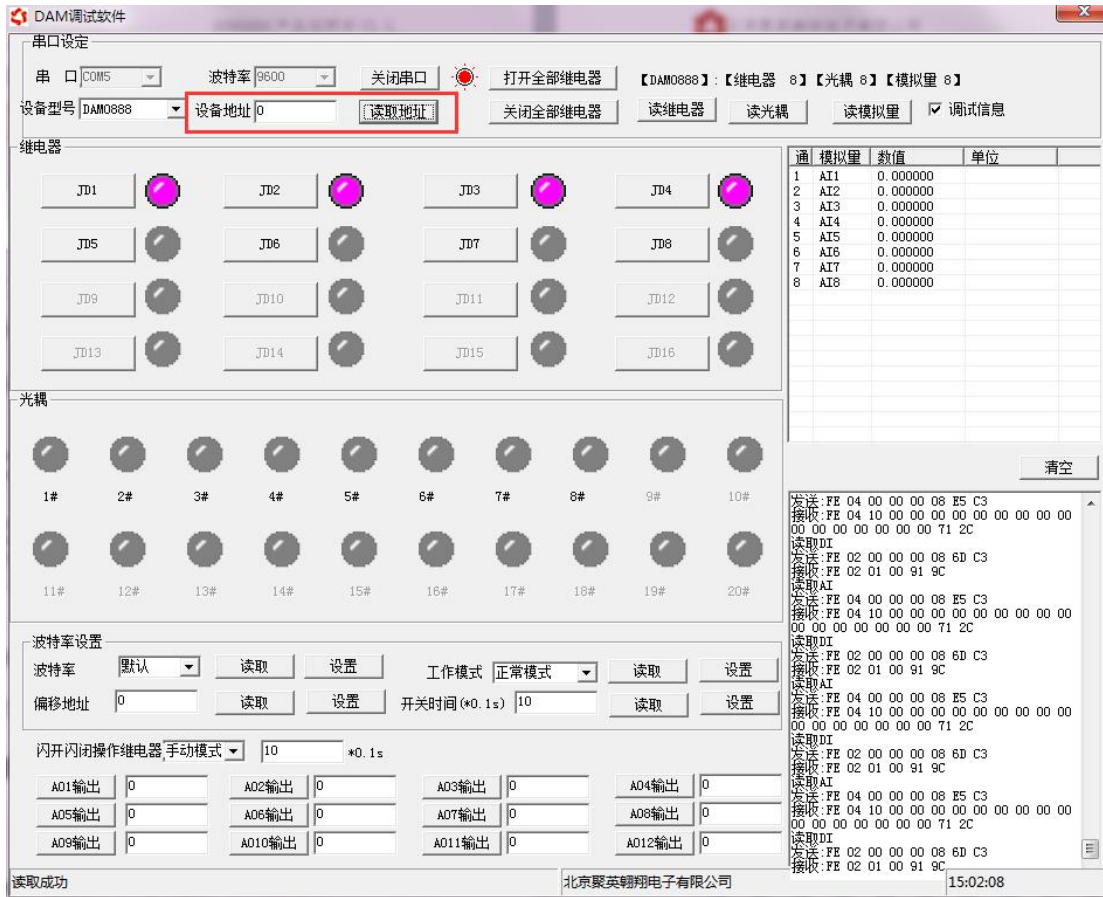 DAM调试软件
串口设定
串 口 COM5 波特率 9600 关闭串口 打开全部继电器 【DAM0888】:【继电器 8】【光耦 8】【模拟量 8】
设备型号 DAM0888 设备地址 0 读取地址 关闭全部继电器 读继电器 读光耦 读模拟量 调试信息
继电器
JD1 JD2 JD3 JD4
JD5 JD6 JD7 JD8
JD9 JD10 JD11 JD12
JD13 JD14 JD15 JD16
通 模拟量 数值 单位
1 AI1 0.000000
2 AI2 0.000000
3 AI3 0.000000
4 AI4 0.000000
5 AI5 0.000000
6 AI6 0.000000
7 AI7 0.000000
8 AI8 0.000000
光耦
1# 2# 3# 4# 5# 6# 7# 8# 9# 10#
11# 12# 13# 14# 15# 16# 17# 18# 19# 20#
清空
发送:FE 04 00 00 00 08 E5 C3
接收:FE 04 10 00 00 00 00 00 00 00 00 00
00 00 00 00 00 00 00 71 2C
读取DI
发送:FE 02 00 00 00 08 6D C3
接收:FE 02 01 00 91 9C
读取AI
发送:FE 04 00 00 00 08 E5 C3
接收:FE 04 10 00 00 00 00 00 00 00 00 00
00 00 00 00 00 00 00 71 2C
读取DI
发送:FE 02 00 00 00 08 6D C3
接收:FE 02 01 00 91 9C
读取AI
发送:FE 04 00 00 00 08 E5 C3
接收:FE 04 10 00 00 00 00 00 00 00 00 00
00 00 00 00 00 00 00 71 2C
读取DI
发送:FE 02 00 00 00 08 6D C3
接收:FE 02 01 00 91 9C
读取AI
发送:FE 04 00 00 00 08 E5 C3
接收:FE 04 10 00 00 00 00 00 00 00 00 00
00 00 00 00 00 00 00 71 2C
读取DI
发送:FE 02 00 00 00 08 6D C3
接收:FE 02 01 00 91 9C
波特率设置
波特率 默认 读取 设置 工作模式 正常模式 读取 设置
偏移地址 0 读取 设置 开关时间(*0.1s) 10 读取 设置
闪开闪闭操作继电器 手动模式 10 *0.1s
AO1输出 0 AO2输出 0 AO3输出 0 AO4输出 0
AO5输出 0 AO6输出 0 AO7输出 0 AO8输出 0
AO9输出 0 AO10输出 0 AO11输出 0 AO12输出 0
读取成功 北京聚英翱翔电子有限公司 15:02:08